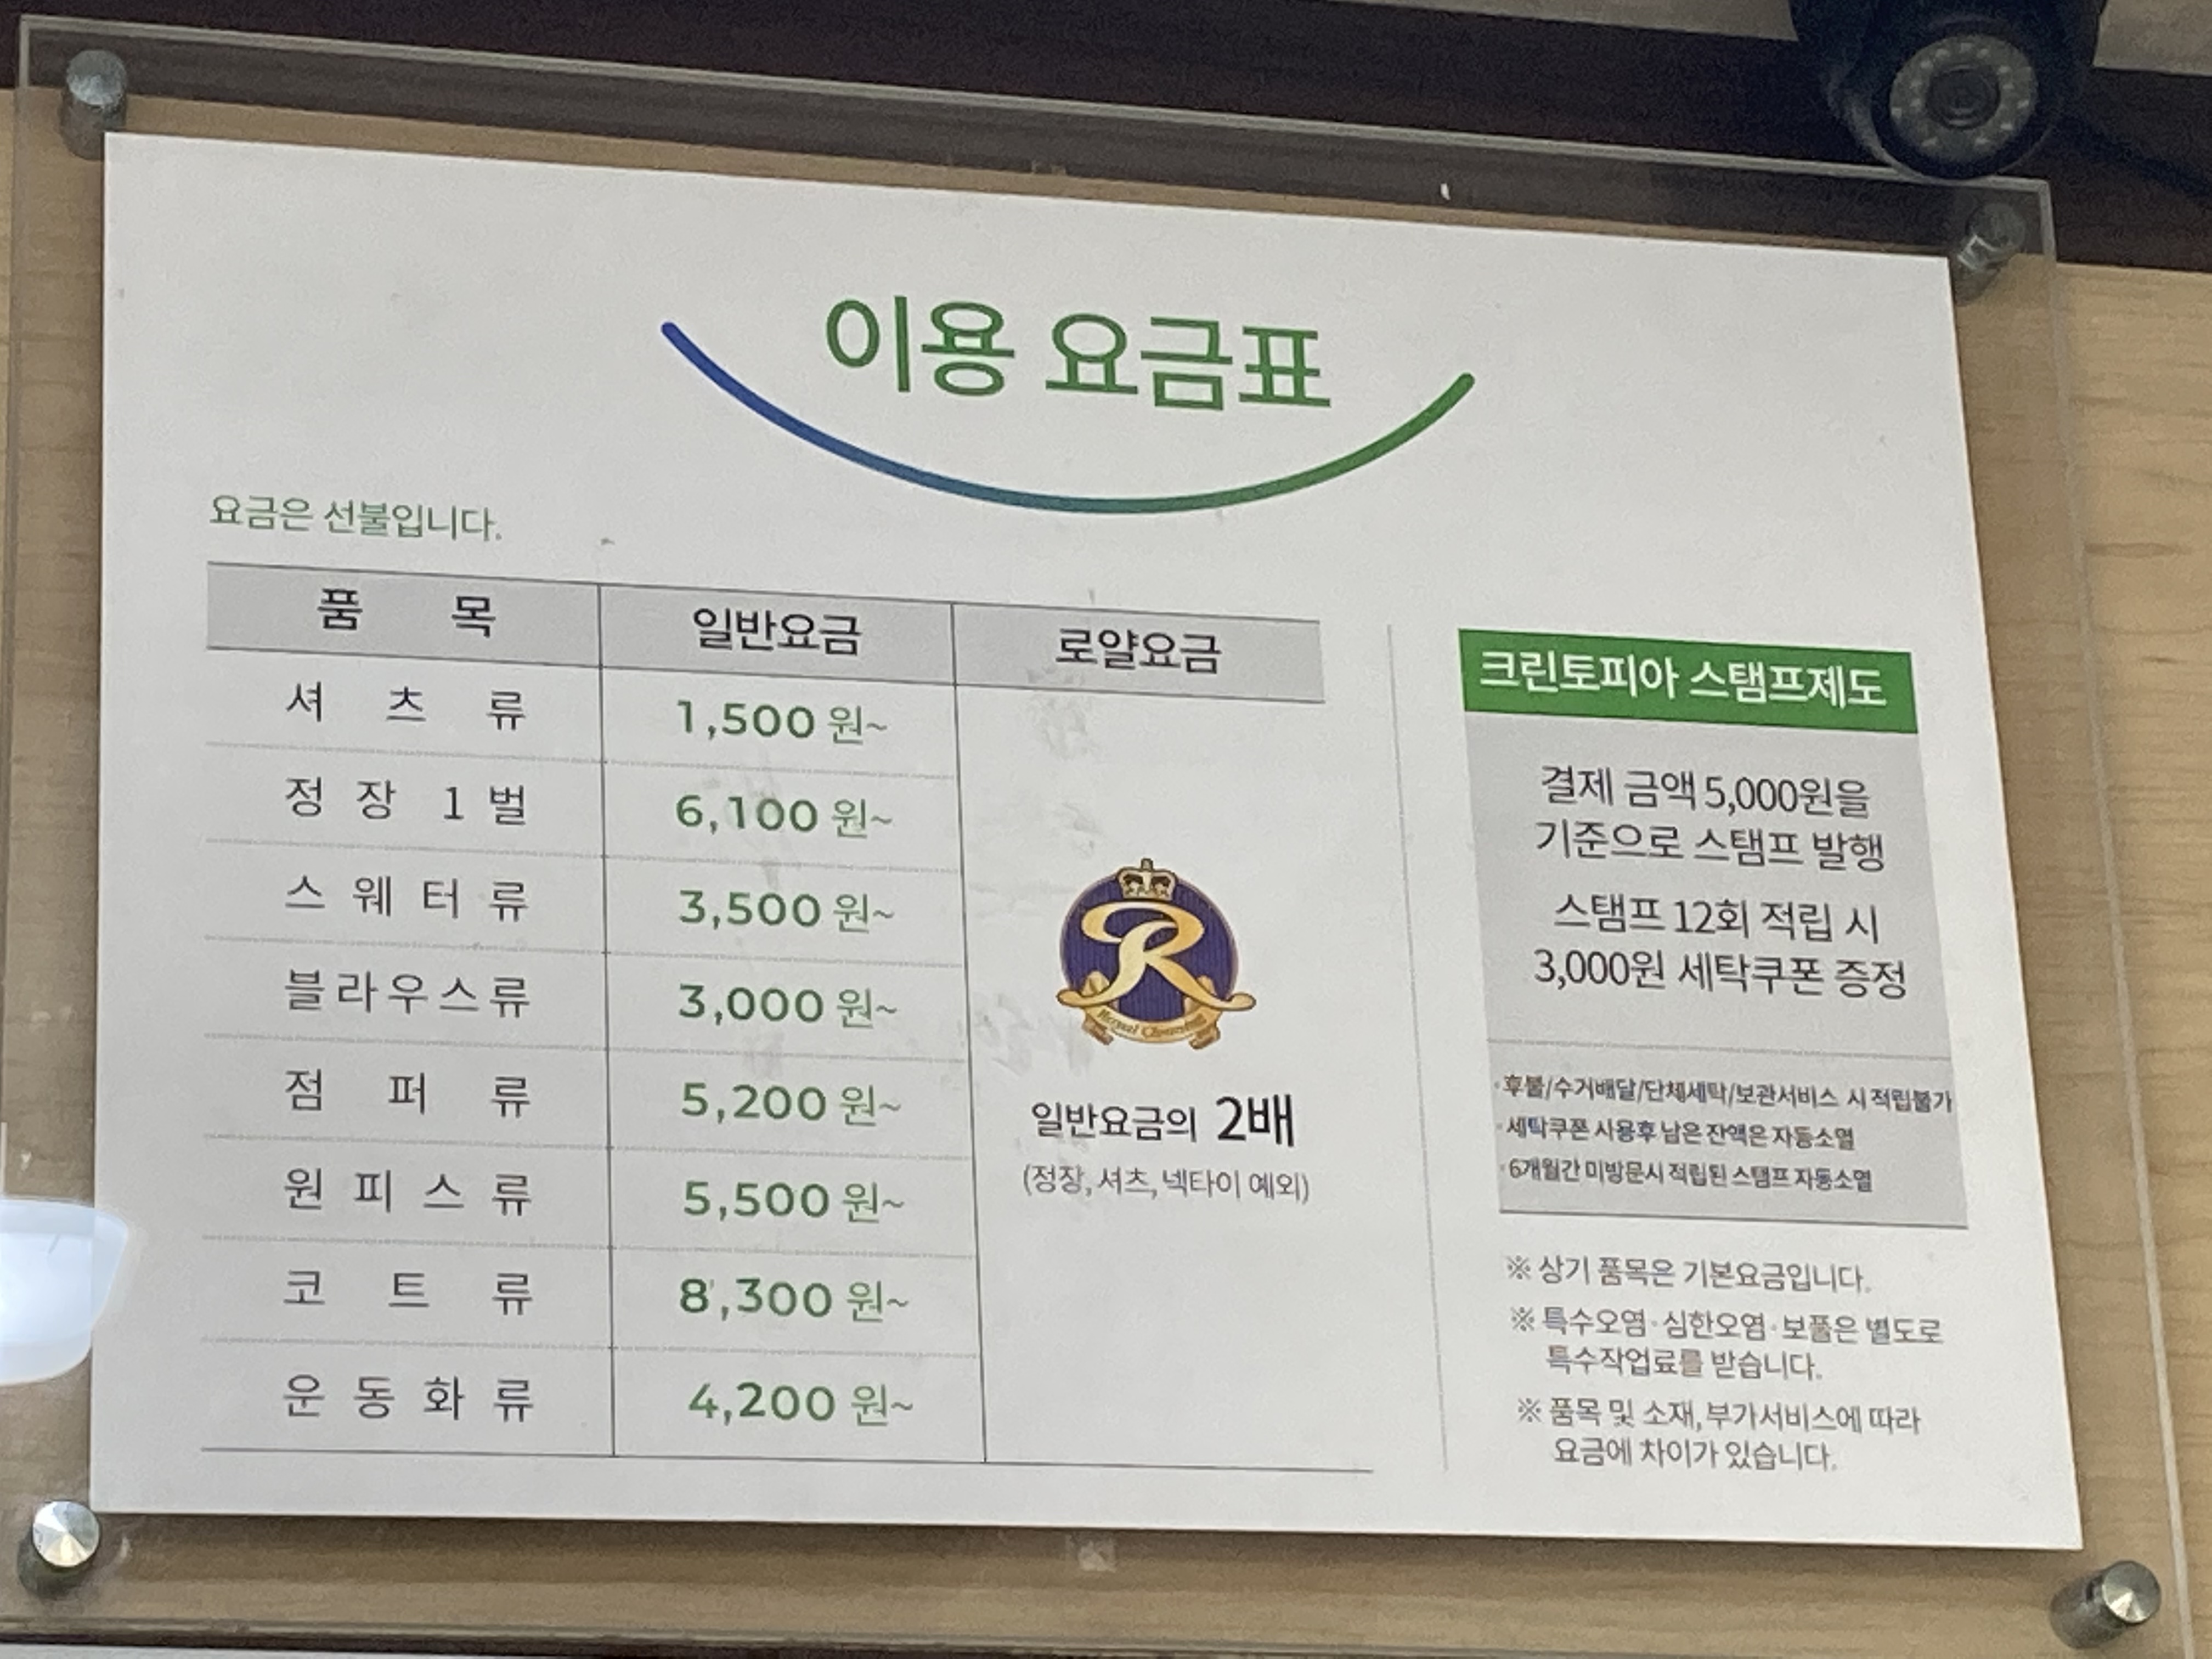 이용 요금표
요금은 선불입니다.
품 목 일반요금 로얄요금
셔 츠 류 1,500 원~
정 장 1 벌 6,100 원~
스 웨 터 류 3,500 원~
블라우스류 3,000 원~
점 퍼 류 5,200 원~
원 피 스 류 5,500 원~
코 트 류 8,300 원~
운 동 화 류 4,200 원~
R
Royal Cleaning
일반요금의 2배
(정장, 셔츠, 넥타이 예외)
크린토피아 스탬프제도
결제 금액 5,000원을
기준으로 스탬프 발행
스탬프 12회 적립 시
3,000원 세탁쿠폰 증정
·후불/수거배달/단체세탁/보관서비스 시 적립불가
·세탁쿠폰 사용후 남은 잔액은 자동소멸
·6개월간 미방문시 적립된 스탬프 자동소멸
※ 상기 품목은 기본요금입니다.
※ 특수오염·심한오염·보풀은 별도로
특수작업료를 받습니다.
※ 품목 및 소재, 부가서비스에 따라
요금에 차이가 있습니다.